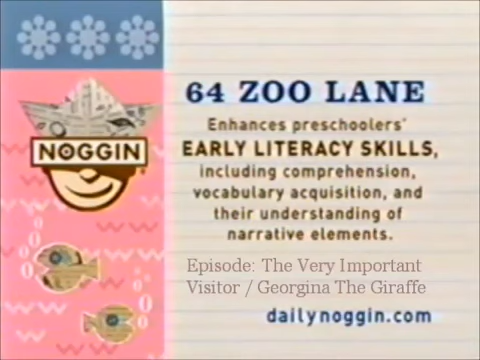 64 ZOO LANE
Enhances preschoolers'
EARLY LITERACY SKILLS,
including comprehension,
vocabulary acquisition, and
their understanding of
narrative elements.
Episode: The Very Important
Visitor / Georgina The Giraffe
dailynoggin.com
NOGGIN